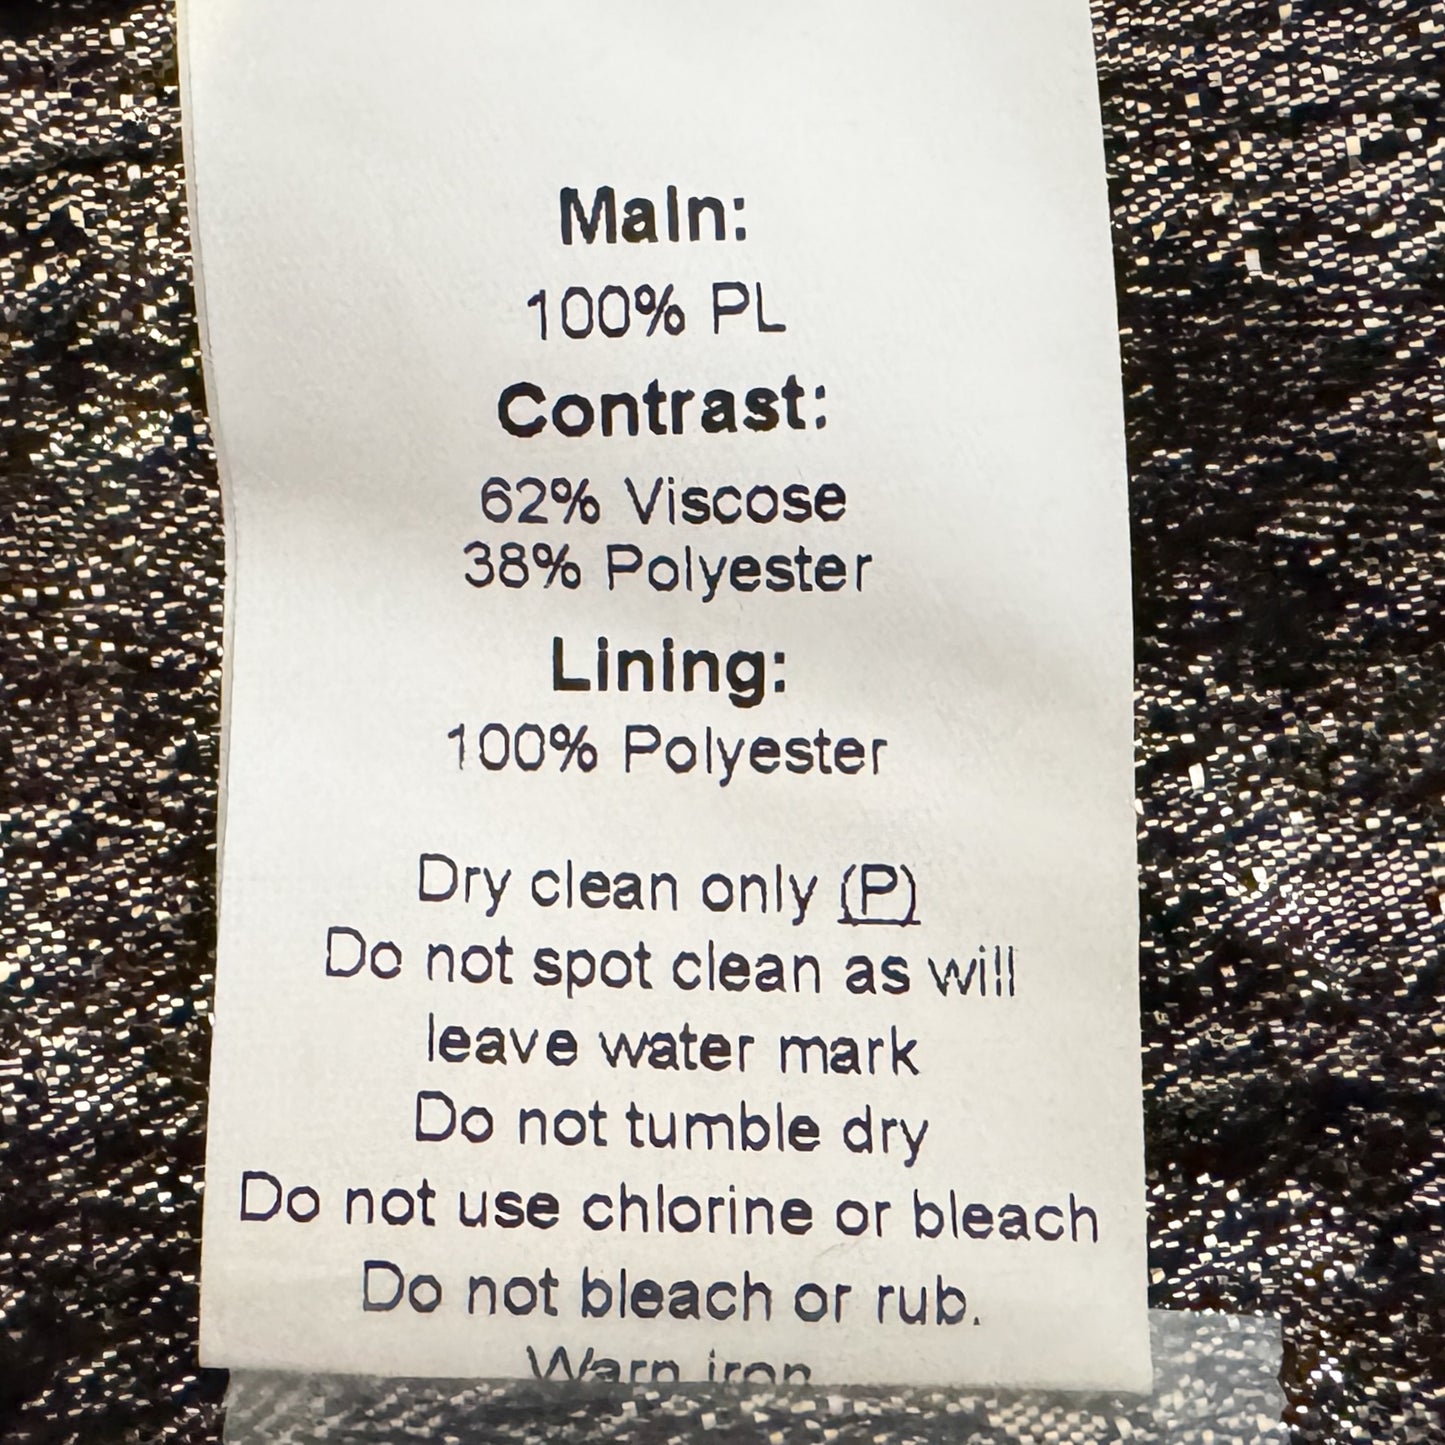 Main:
100% PL
Contrast:
62% Viscose
38% Polyester
Lining:
100% Polyester
Dry clean only (P)
Do not spot clean as will
leave water mark
Do not tumble dry
Do not use chlorine or bleach
Do not bleach or rub.
Warn iron